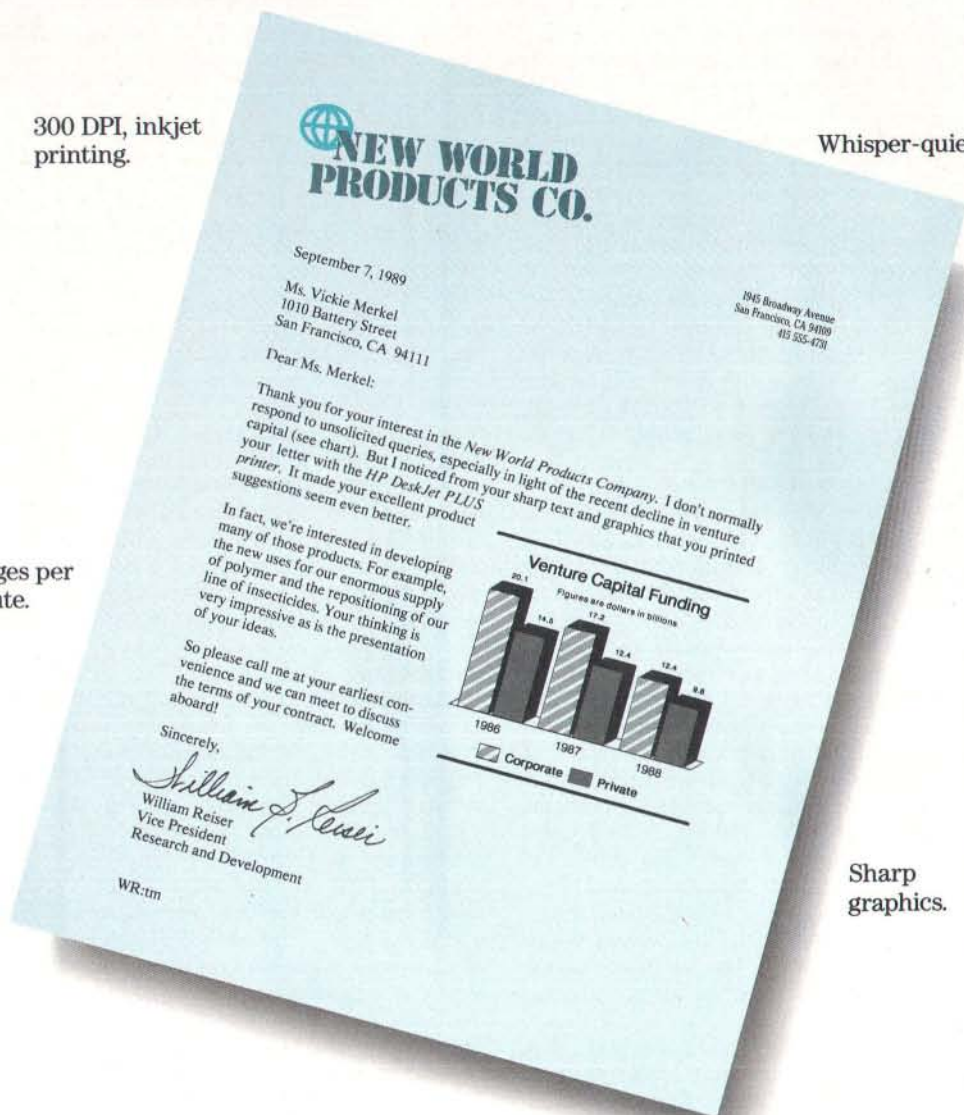 300 DPI, inkjet
printing.
Whisper-quie
NEW WORLD
PRODUCTS CO.
September 7, 1989
1945 Broadway Avenue
San Francisco, CA 94109
415 555-4731
Ms. Vickie Merkel
1010 Battery Street
San Francisco, CA 94111
Dear Ms. Merkel:
Thank you for your interest in the New World Products Company. I don't normally
respond to unsolicited queries, especially in light of the recent decline in venture
capital (see chart). But I noticed from your sharp text and graphics that you printed
your letter with the HP DeskJet PLUS
printer. It made your excellent product
suggestions seem even better.
In fact, we're interested in developing
many of those products. For example,
the new uses for our enormous supply
of polymer and the repositioning of our
line of insecticides. Your thinking is
very impressive as is the presentation
of your ideas.
So please call me at your earliest con-
venience and we can meet to discuss
the terms of your contract. Welcome
aboard!
Sincerely,
William F. Reiser
William Reiser
Vice President
Research and Development
WR:tm
Venture Capital Funding
Figures are dollars in billions
20.1
14.5
17.2
12.4
12.4
9.8
1986
1987
1988
Corporate Private
ges per
te.
Sharp
graphics.